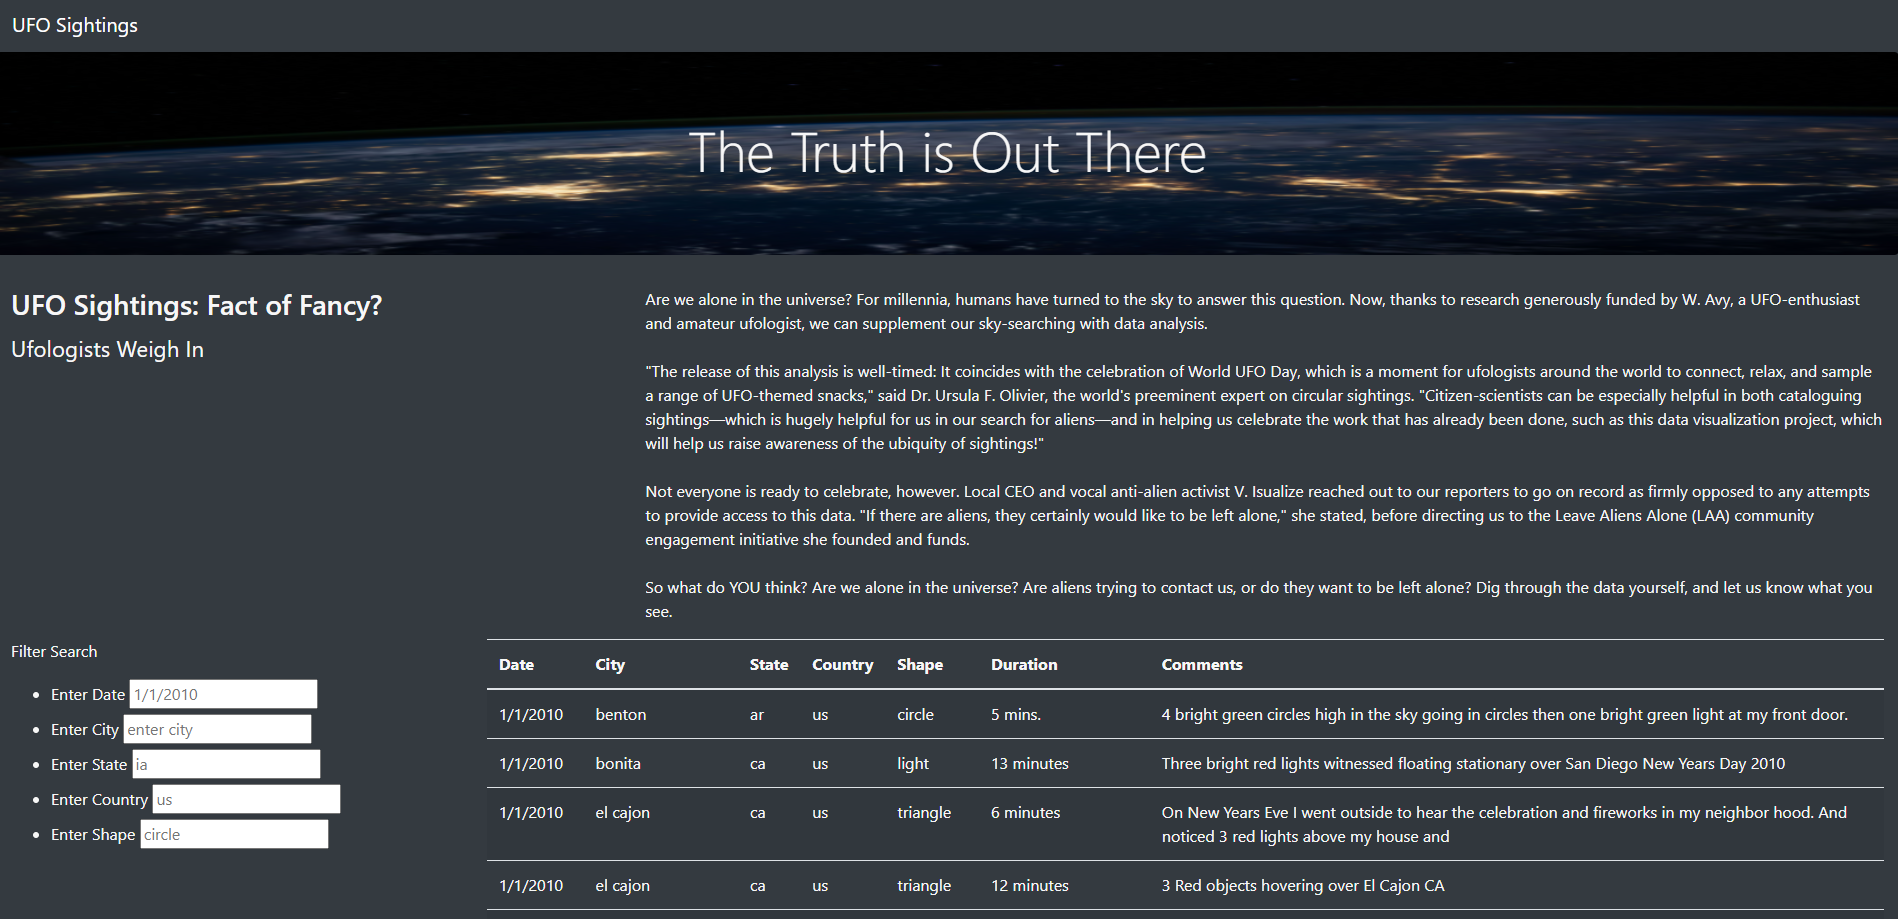 UFO Sightings
The Truth is Out There
UFO Sightings: Fact of Fancy?
Ufologists Weigh In
Are we alone in the universe? For millennia, humans have turned to the sky to answer this question. Now, thanks to research generously funded by W. Avy, a UFO-enthusiast
and amateur ufologist, we can supplement our sky-searching with data analysis.
"The release of this analysis is well-timed: It coincides with the celebration of World UFO Day, which is a moment for ufologists around the world to connect, relax, and sample
a range of UFO-themed snacks," said Dr. Ursula F. Olivier, the world's preeminent expert on circular sightings. "Citizen-scientists can be especially helpful in both cataloguing
sightings—which is hugely helpful for us in our search for aliens—and in helping us celebrate the work that has already been done, such as this data visualization project, which
will help us raise awareness of the ubiquity of sightings!"
Not everyone is ready to celebrate, however. Local CEO and vocal anti-alien activist V. Isualize reached out to our reporters to go on record as firmly opposed to any attempts
to provide access to this data. "If there are aliens, they certainly would like to be left alone," she stated, before directing us to the Leave Aliens Alone (LAA) community
engagement initiative she founded and funds.
So what do YOU think? Are we alone in the universe? Are aliens trying to contact us, or do they want to be left alone? Dig through the data yourself, and let us know what you
see.
Filter Search
Enter Date 1/1/2010
Enter City enter city
Enter State ia
Enter Country us
Enter Shape circle
Date City State Country Shape Duration Comments
1/1/2010 benton ar us circle 5 mins. 4 bright green circles high in the sky going in circles then one bright green light at my front door.
1/1/2010 bonita ca us light 13 minutes Three bright red lights witnessed floating stationary over San Diego New Years Day 2010
1/1/2010 el cajon ca us triangle 6 minutes On New Years Eve I went outside to hear the celebration and fireworks in my neighbor hood. And
noticed 3 red lights above my house and
1/1/2010 el cajon ca us triangle 12 minutes 3 Red objects hovering over El Cajon CA